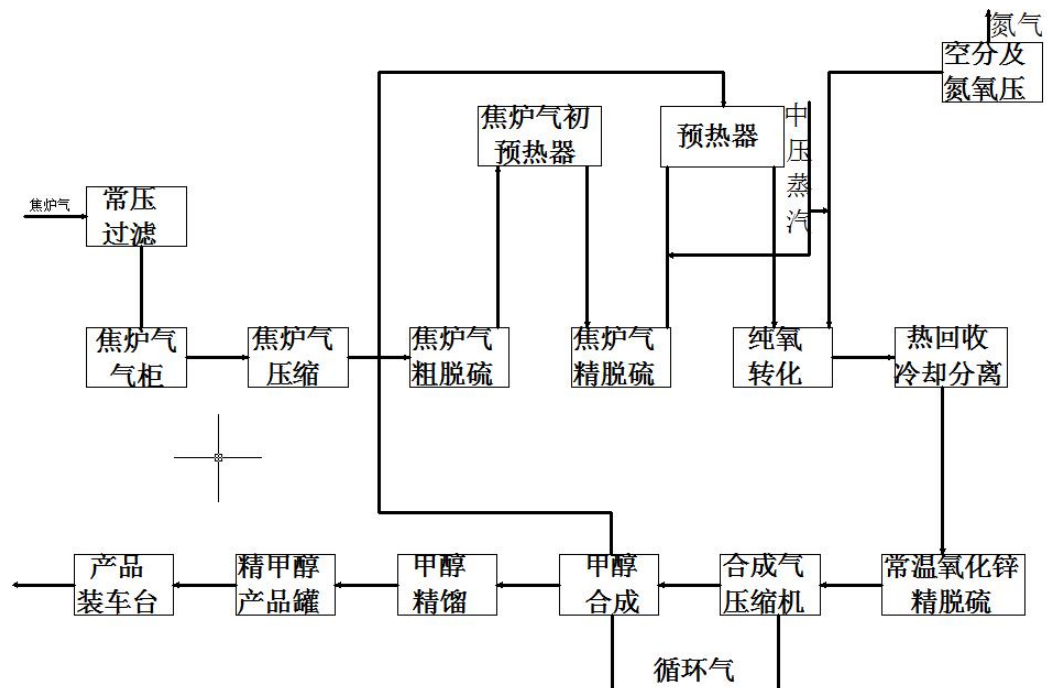 氮气
空分及
氮氧压
焦炉气初
预热器
预热器
中
压
蒸
汽
焦炉气
常压
过滤
焦炉气
气柜
焦炉气
压缩
焦炉气
粗脱硫
焦炉气
精脱硫
纯氧
转化
热回收
冷却分离
产品
装车台
精甲醇
产品罐
甲醇
精馏
甲醇
合成
合成气
压缩机
常温氧化锌
精脱硫
循环气